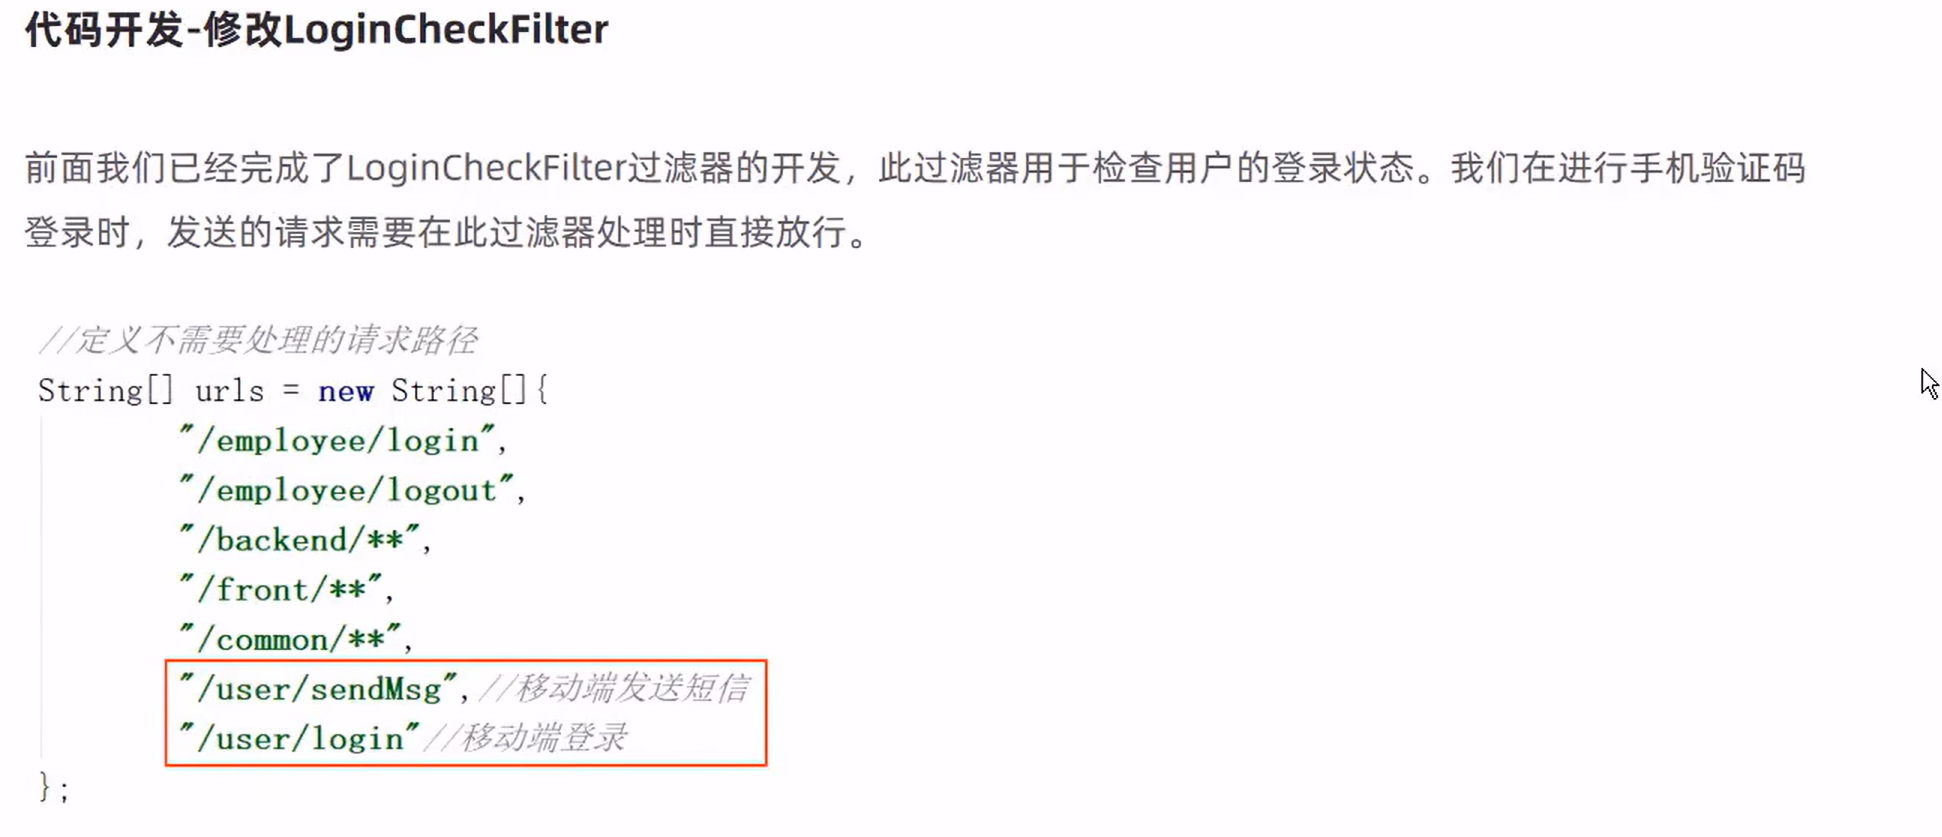 代码开发-修改LoginCheckFilter
前面我们已经完成了LoginCheckFilter过滤器的开发，此过滤器用于检查用户的登录状态。我们在进行手机验证码
登录时，发送的请求需要在此过滤器处理时直接放行。
//定义不需要处理的请求路径
String[] urls = new String[]{
"/employee/login",
"/employee/logout",
"/backend/**",
"/front/**",
"/common/**",
"/user/sendMsg",//移动端发送短信
"/user/login"//移动端登录
};